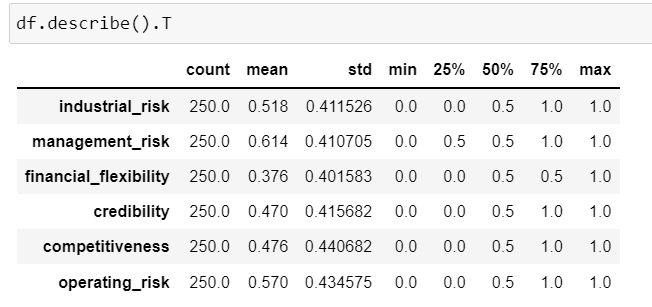 df.describe().T
count mean std min 25% 50% 75% max
industrial_risk 250.0 0.518 0.411526 0.0 0.0 0.5 1.0 1.0
management_risk 250.0 0.614 0.410705 0.0 0.5 0.5 1.0 1.0
financial_flexibility 250.0 0.376 0.401583 0.0 0.0 0.5 0.5 1.0
credibility 250.0 0.470 0.415682 0.0 0.0 0.5 1.0 1.0
competitiveness 250.0 0.476 0.440682 0.0 0.0 0.5 1.0 1.0
operating_risk 250.0 0.570 0.434575 0.0 0.0 0.5 1.0 1.0